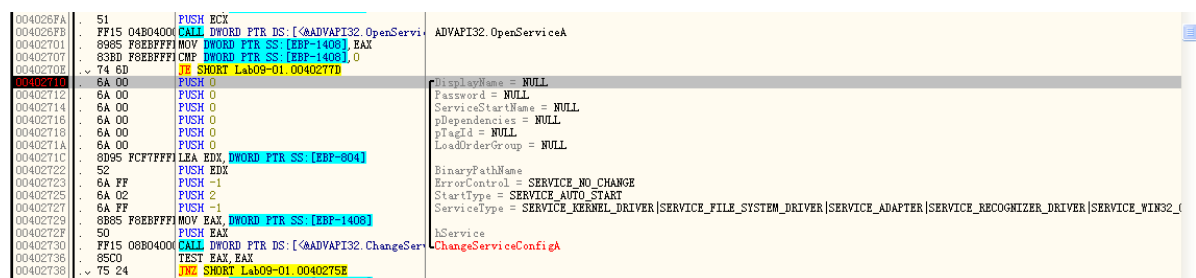 004026FA . 51 PUSH ECX
004026FB . FF15 04B04000 CALL DWORD PTR DS:[<&ADVAPI32.OpenServi ADVAPI32.OpenServiceA
00402701 . 8985 F8EBFFFF MOV DWORD PTR SS:[EBP-1408],EAX
00402707 . 83BD F8EBFFFF CMP DWORD PTR SS:[EBP-1408],0
0040270E .v 74 6D JE SHORT Lab09-01.0040277D
00402710 . 6A 00 PUSH 0 DisplayName = NULL
00402712 . 6A 00 PUSH 0 Password = NULL
00402714 . 6A 00 PUSH 0 ServiceStartName = NULL
00402716 . 6A 00 PUSH 0 pDependencies = NULL
00402718 . 6A 00 PUSH 0 pTagId = NULL
0040271A . 6A 00 PUSH 0 LoadOrderGroup = NULL
0040271C . 8D95 FCF7FFFF LEA EDX,DWORD PTR SS:[EBP-804]
00402722 . 52 PUSH EDX BinaryPathName
00402723 . 6A FF PUSH -1 ErrorControl = SERVICE_NO_CHANGE
00402725 . 6A 02 PUSH 2 StartType = SERVICE_AUTO_START
00402727 . 6A FF PUSH -1 ServiceType = SERVICE_KERNEL_DRIVER|SERVICE_FILE_SYSTEM_DRIVER|SERVICE_ADAPTER|SERVICE_RECOGNIZER_DRIVER|SERVICE_WIN32_
00402729 . 8B85 F8EBFFFF MOV EAX,DWORD PTR SS:[EBP-1408]
0040272F . 50 PUSH EAX hService
00402730 . FF15 08B04000 CALL DWORD PTR DS:[<&ADVAPI32.ChangeSer ChangeServiceConfigA
00402736 . 85C0 TEST EAX,EAX
00402738 .v 75 24 JNZ SHORT Lab09-01.0040275E